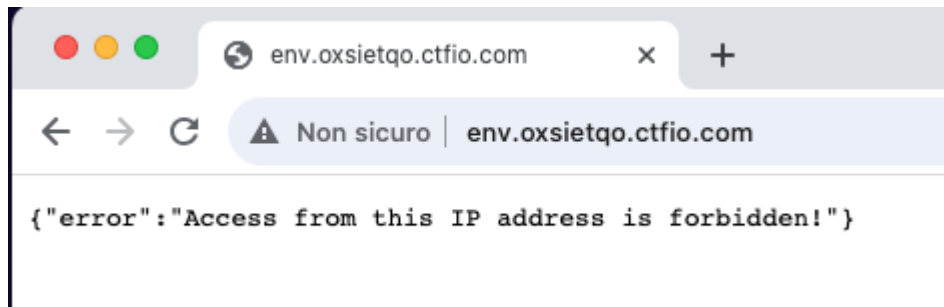 env.oxsietqo.ctfio.com
Non sicuro env.oxsietqo.ctfio.com
{"error":"Access from this IP address is forbidden!"}